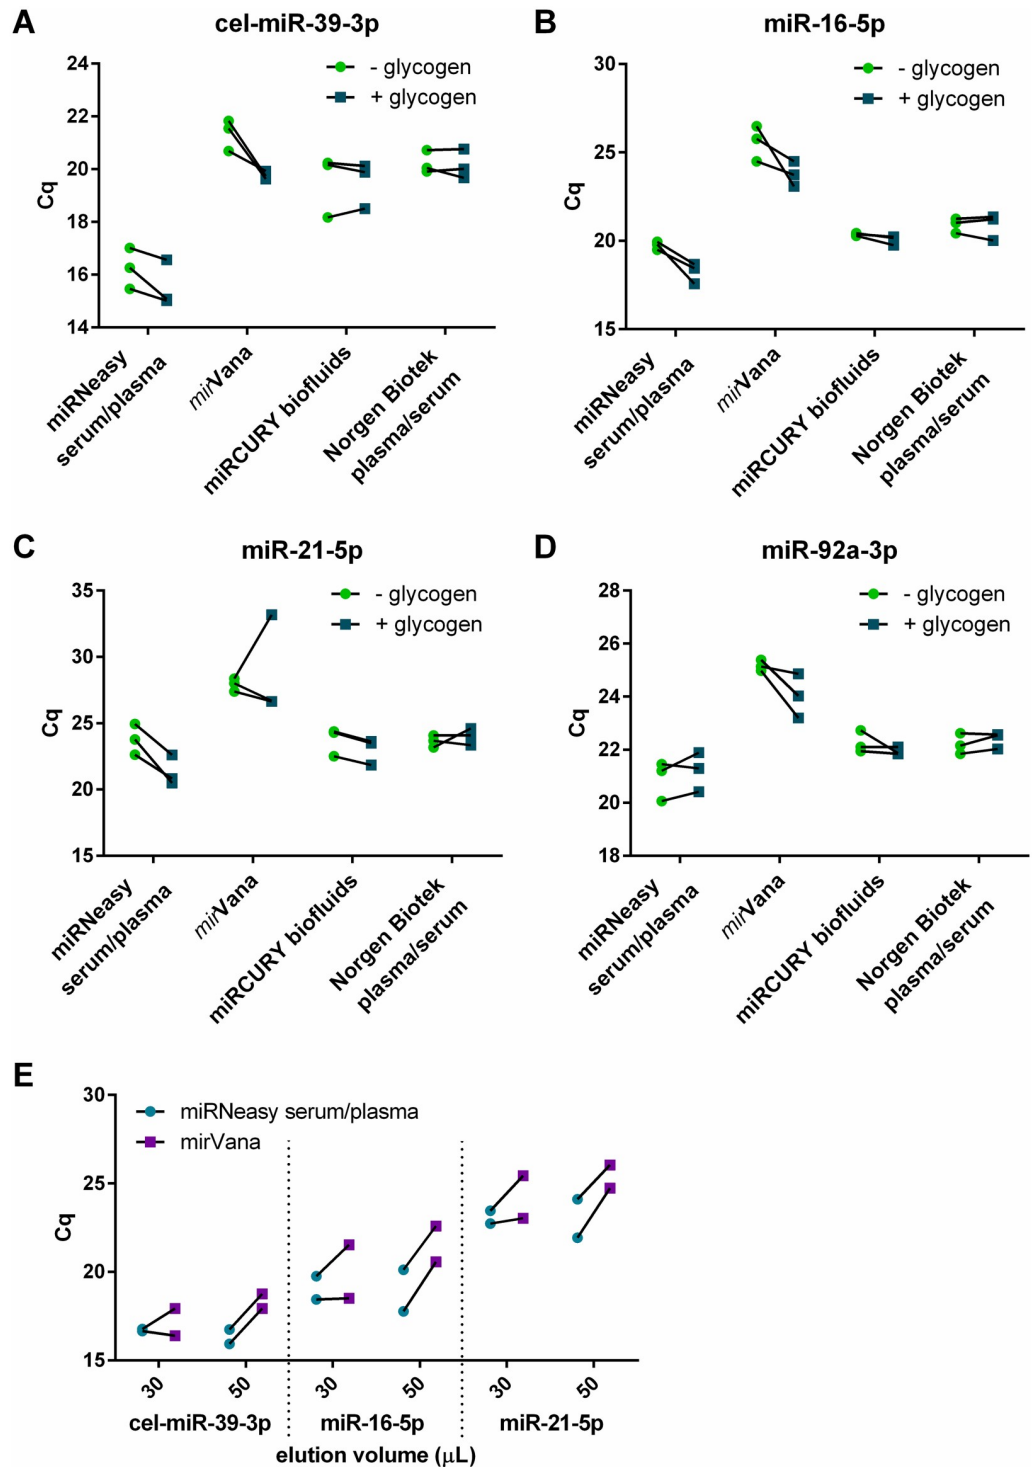 A
cel-miR-39-3p
24
22
20
18
16
14
Cq
- glycogen
+ glycogen
miRNeasy
serum/plasma
mirVana
miRCURY biofluids
Norgen Biotek
plasma/serum
B
miR-16-5p
30
25
20
15
Cq
- glycogen
+ glycogen
miRNeasy
serum/plasma
mirVana
miRCURY biofluids
Norgen Biotek
plasma/serum
C
miR-21-5p
35
30
25
20
15
Cq
- glycogen
+ glycogen
miRNeasy
serum/plasma
mirVana
miRCURY biofluids
Norgen Biotek
plasma/serum
D
miR-92a-3p
28
26
24
22
20
18
Cq
- glycogen
+ glycogen
miRNeasy
serum/plasma
mirVana
miRCURY biofluids
Norgen Biotek
plasma/serum
E
30
25
20
15
Cq
miRNeasy serum/plasma
mirVana
30 50 30 50 30 50
cel-miR-39-3p miR-16-5p miR-21-5p
elution volume (μL)